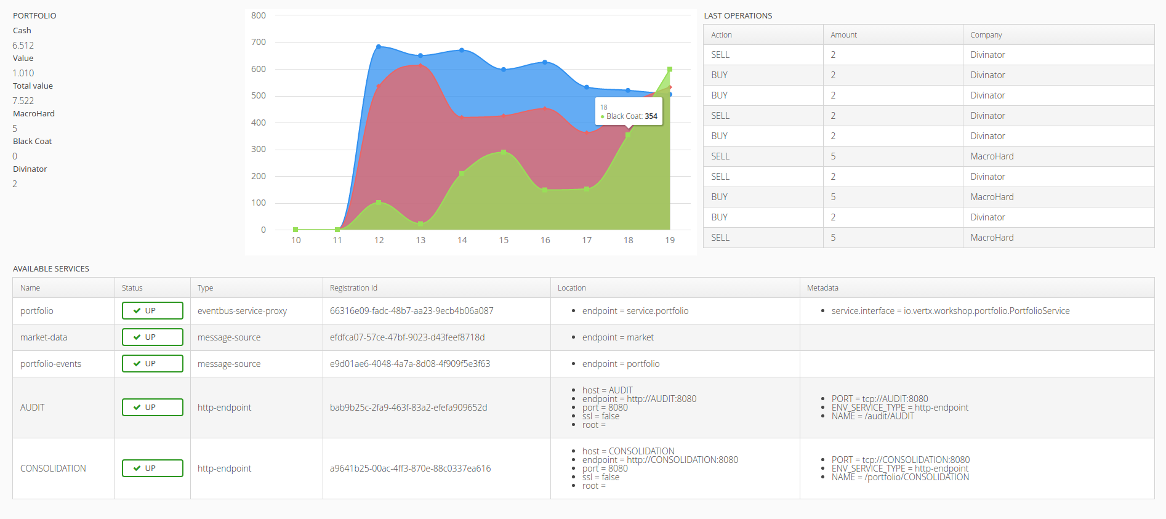 PORTFOLIO
Cash
6.512
Value
1.010
Total value
7.522
MacroHard
5
Black Coat
0
Divinator
2
800
700
600
500
400
300
200
100
0
10 11 12 13 14 15 16 17 18 19
18
Black Coat: 354
LAST OPERATIONS
Action Amount Company
SELL 2 Divinator
BUY 2 Divinator
BUY 2 Divinator
SELL 2 Divinator
BUY 2 Divinator
SELL 5 MacroHard
SELL 2 Divinator
BUY 5 MacroHard
BUY 2 Divinator
SELL 5 MacroHard
AVAILABLE SERVICES
Name Status Type Registration Id Location Metadata
portfolio UP eventbus-service-proxy 66316e09-fadc-48b7-aa23-9ecb4b06a087 endpoint = service.portfolio service.interface = io.vertx.workshop.portfolio.PortfolioService
market-data UP message-source efdfca07-57ce-47bf-9023-d43feef8718d endpoint = market
portfolio-events UP message-source e9d01ae6-4048-4a7a-8d08-4f909f5e3f63 endpoint = portfolio
AUDIT UP http-endpoint bab9b25c-2fa9-463f-83a2-efefa909652d
host = AUDIT
endpoint = http://AUDIT:8080
port = 8080
ssl = false
root =
PORT = tcp://AUDIT:8080
ENV_SERVICE_TYPE = http-endpoint
NAME = /audit/AUDIT
CONSOLIDATION UP http-endpoint a9641b25-00ac-4ff3-870e-88c0337ea616
host = CONSOLIDATION
endpoint = http://CONSOLIDATION:8080
port = 8080
ssl = false
root =
PORT = tcp://CONSOLIDATION:8080
ENV_SERVICE_TYPE = http-endpoint
NAME = /portfolio/CONSOLIDATION